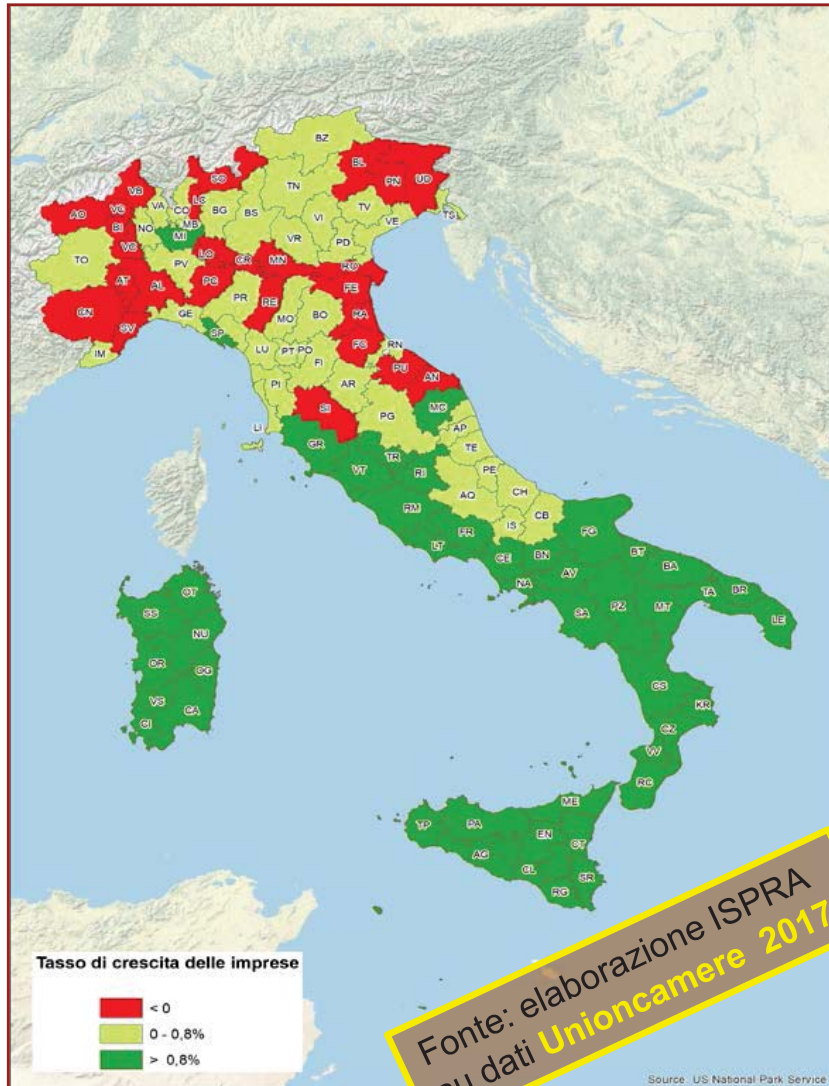 BZ
BL
SO
PN
UD
VB
TN
LC
AO
VC
VA
CO
BG
TV
BI
NO
MB
BS
VI
VE
TS
MI
VC
VR
PD
TO
LO
PV
CR
MN
RO
AT
PC
AL
PR
FE
RE
CN
GE
MO
BO
RA
SV
SP
FC
RN
IM
LU
PT
PO
FI
PU
AN
PI
AR
MC
SI
PG
LI
AP
GR
TE
TR
VT
RI
PE
AQ
CH
RM
CB
FR
IS
FG
LT
CE
BN
BT
BA
NA
AV
TA
BR
SA
PZ
MT
LE
OT
SS
NU
OR
OG
CS
VS
CA
KR
CI
CZ
VV
RC
ME
TP
PA
EN
CT
AG
CL
SR
RG
Fonte: elaborazione ISPRA
su dati Unioncamere 2017
Tasso di crescita delle imprese
< 0
0 - 0,8%
> 0,8%
Source: US National Park Service